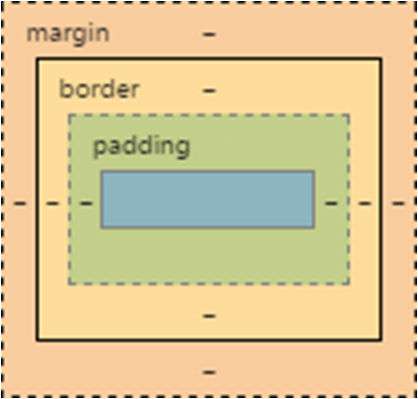 margin –
border –
padding
– – – – – –
–
–